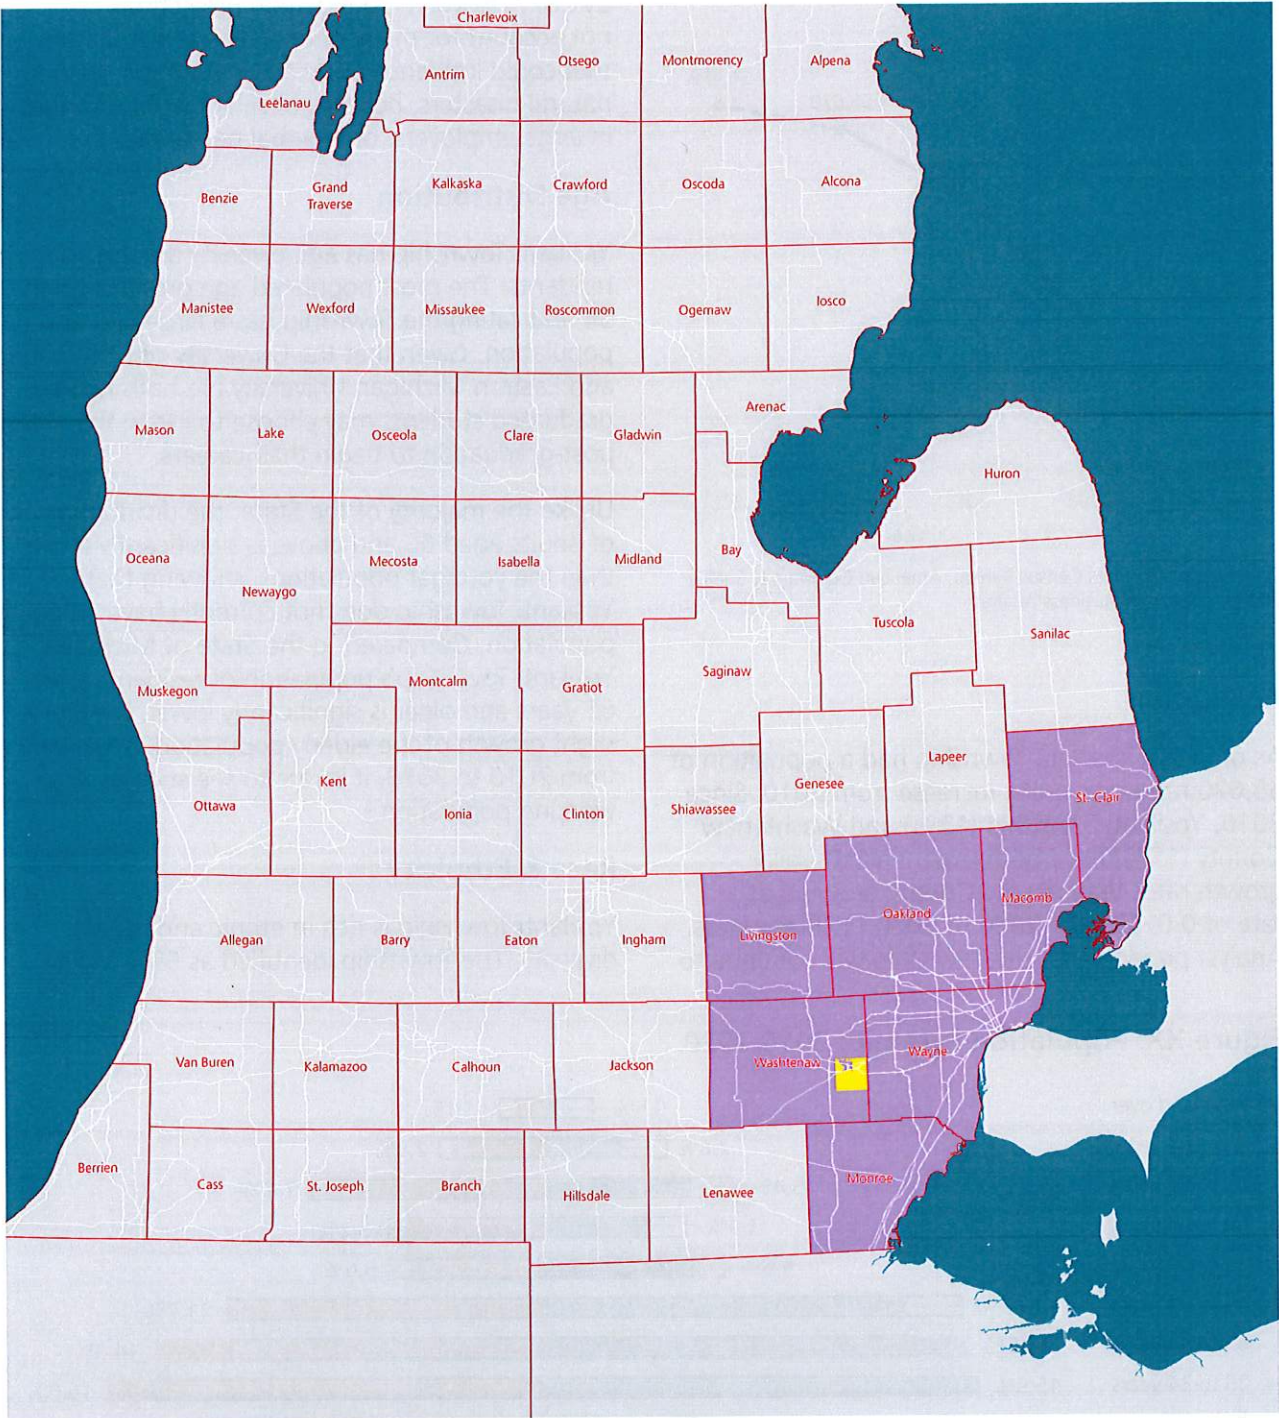 Charlevoix
Antrim
Otsego
Montmorency
Alpena
Leelanau
Benzie
Grand
Traverse
Kalkaska
Crawford
Oscoda
Alcona
Manistee
Wexford
Missaukee
Roscommon
Ogemaw
Iosco
Arenac
Mason
Lake
Osceola
Clare
Gladwin
Huron
Oceana
Newaygo
Mecosta
Isabella
Midland
Bay
Tuscola
Sanilac
Muskegon
Montcalm
Gratiot
Saginaw
Lapeer
St. Clair
Ottawa
Kent
Ionia
Clinton
Shiawassee
Genesee
Allegan
Barry
Eaton
Ingham
Livingston
Oakland
Macomb
Van Buren
Kalamazoo
Calhoun
Jackson
Washtenaw
Wayne
Berrien
Cass
St. Joseph
Branch
Hillsdale
Lenawee
Monroe